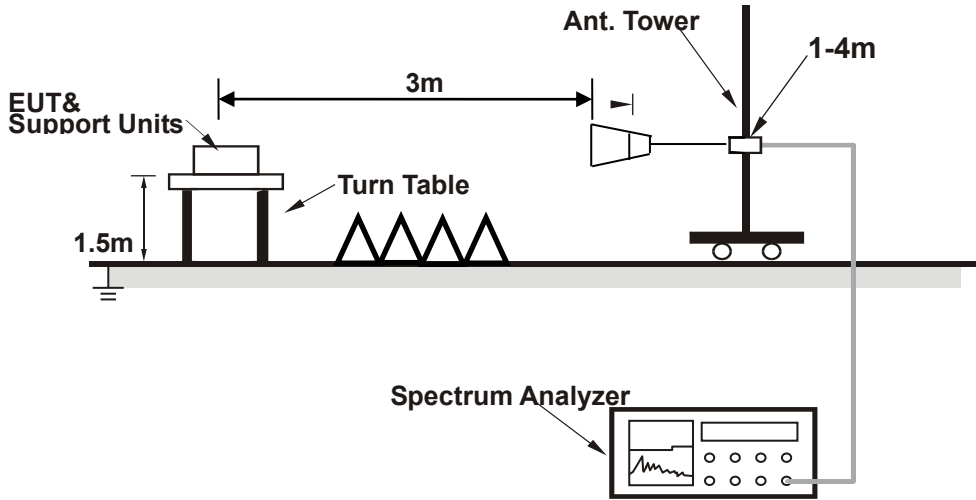 Ant. Tower
1-4m
3m
EUT&
Support Units
Turn Table
1.5m
Spectrum Analyzer